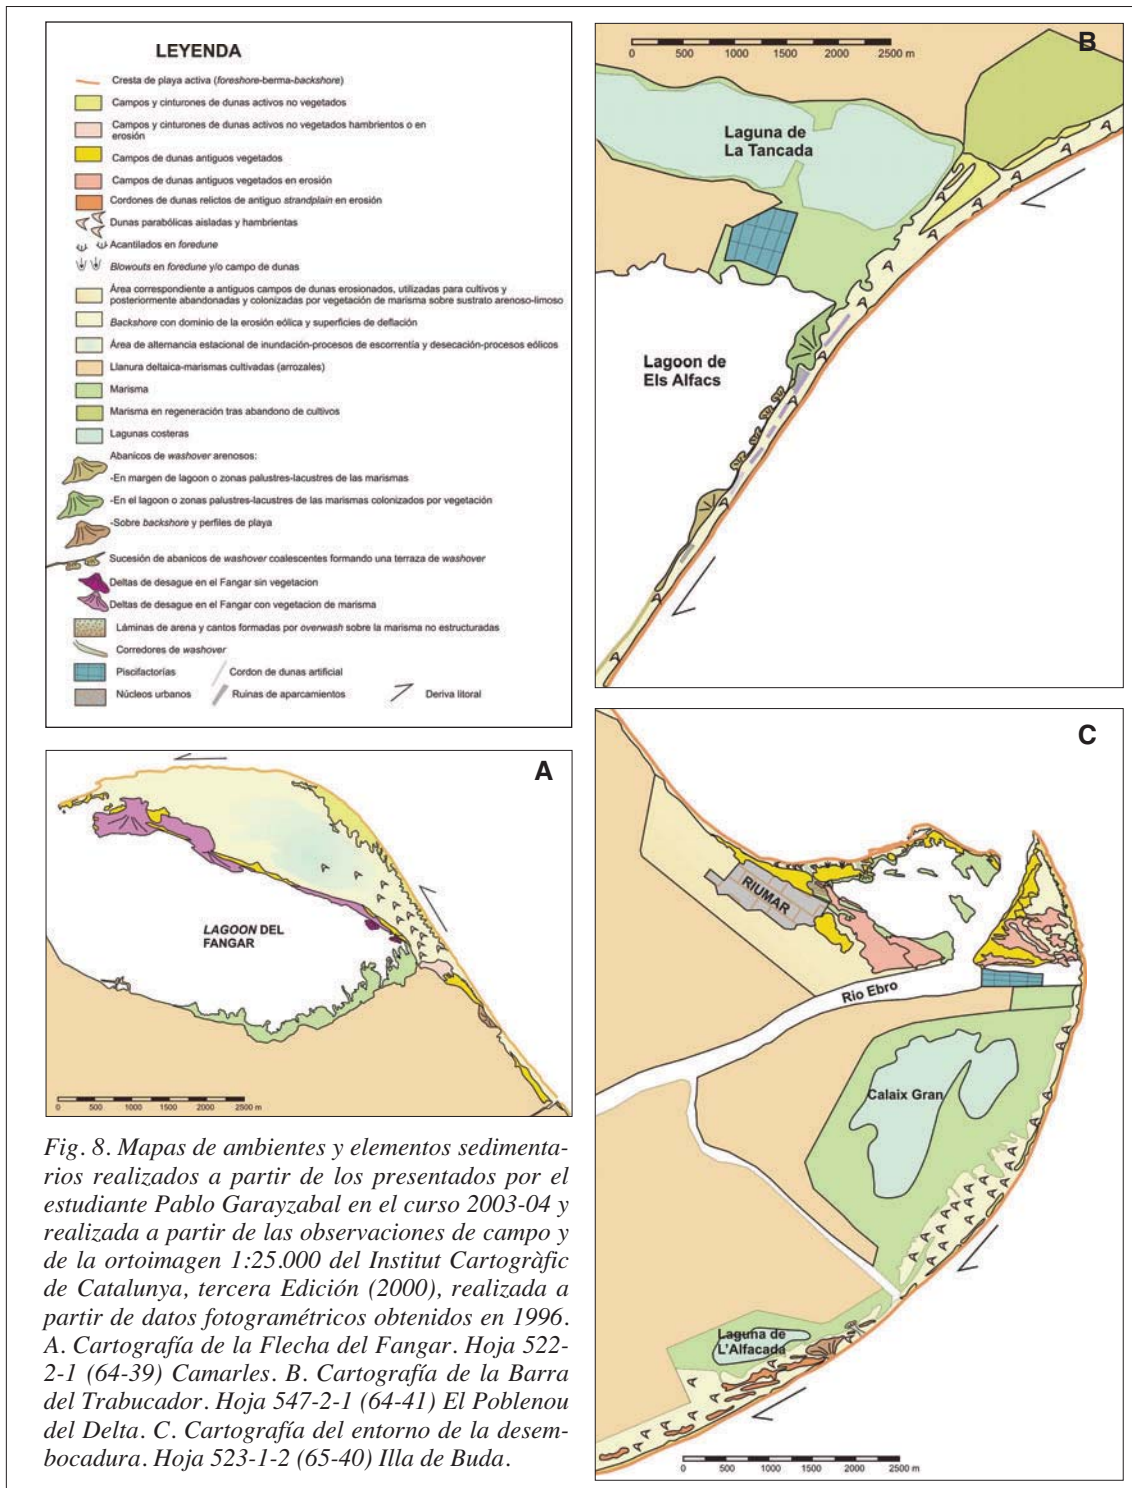 LEYENDA
Cresta de playa activa (foreshore-berma-backshore)
Campos y cinturones de dunas activos no vegetados
Campos y cinturones de dunas activos no vegetados hambrientos o en
erosión
Campos de dunas antiguos vegetados
Campos de dunas antiguos vegetados en erosión
Cordones de dunas relictos de antiguo strandplain en erosión
Dunas parabólicas aisladas y hambrientas
Acantilados en foredune
Blowouts en foredune y/o campo de dunas
Área correspondiente a antiguos campos de dunas erosionados, utilizadas para cultivos y
posteriormente abandonadas y colonizadas por vegetación de marisma sobre sustrato arenoso-limoso
Backshore con dominio de la erosión eólica y superficies de deflación
Área de alternancia estacional de inundación-procesos de escorrentía y desecación-procesos eólicos
Llanura deltaica-marismas cultivadas (arrozales)
Marisma
Marisma en regeneración tras abandono de cultivos
Lagunas costeras
Abanicos de washover arenosos:
-En margen de lagoon o zonas palustres-lacustres de las marismas
-En el lagoon o zonas palustres-lacustres de las marismas colonizados por vegetación
-Sobre backshore y perfiles de playa
Sucesión de abanicos de washover coalescentes formando una terraza de washover
Deltas de desague en el Fangar sin vegetacion
Deltas de desague en el Fangar con vegetacion de marisma
Láminas de arena y cantos formadas por overwash sobre la marisma no estructuradas
Corredores de washover
Piscifactorías
Cordon de dunas artificial
Núcleos urbanos
Ruinas de aparcamientos
Deriva litoral
B
0 500 1000 1500 2000 2500 m
Laguna de
La Tancada
Lagoon de
Els Alfacs
A
LAGOON DEL
FANGAR
0 500 1000 1500 2000 2500 m
C
RIUMAR
Rio Ebro
Calaix Gran
Laguna de
L'Alfacada
0 500 1000 1500 2000 2500 m
Fig. 8. Mapas de ambientes y elementos sedimenta-
rios realizados a partir de los presentados por el
estudiante Pablo Garayzabal en el curso 2003-04 y
realizada a partir de las observaciones de campo y
de la ortoimagen 1:25.000 del Institut Cartogràfic
de Catalunya, tercera Edición (2000), realizada a
partir de datos fotogramétricos obtenidos en 1996.
A. Cartografía de la Flecha del Fangar. Hoja 522-
2-1 (64-39) Camarles. B. Cartografía de la Barra
del Trabucador. Hoja 547-2-1 (64-41) El Poblenou
del Delta. C. Cartografía del entorno de la desem-
bocadura. Hoja 523-1-2 (65-40) Illa de Buda.